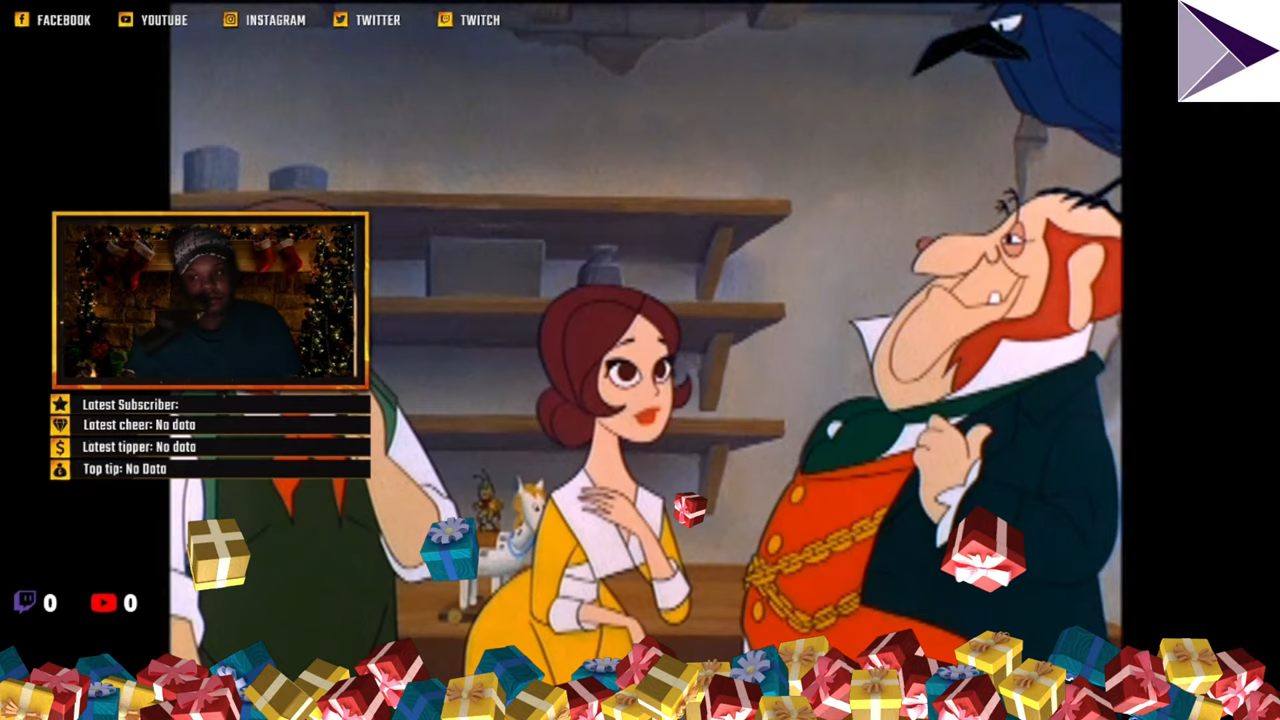 FACEBOOK YOUTUBE INSTAGRAM TWITTER TWITCH
Latest Subscriber:
Latest cheer: No data
Latest tipper: No data
Top tip: No Data
0 0